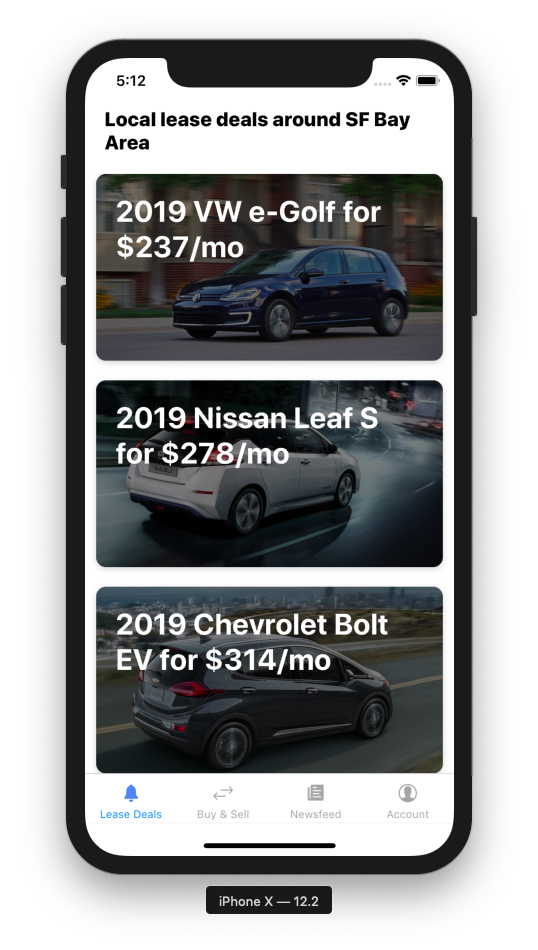 5:12
Local lease deals around SF Bay
Area
2019 VW e-Golf for
$237/mo
2019 Nissan Leaf S
for $278/mo
2019 Chevrolet Bolt
EV for $314/mo
Lease Deals
Buy & Sell
Newsfeed
Account
iPhone X — 12.2